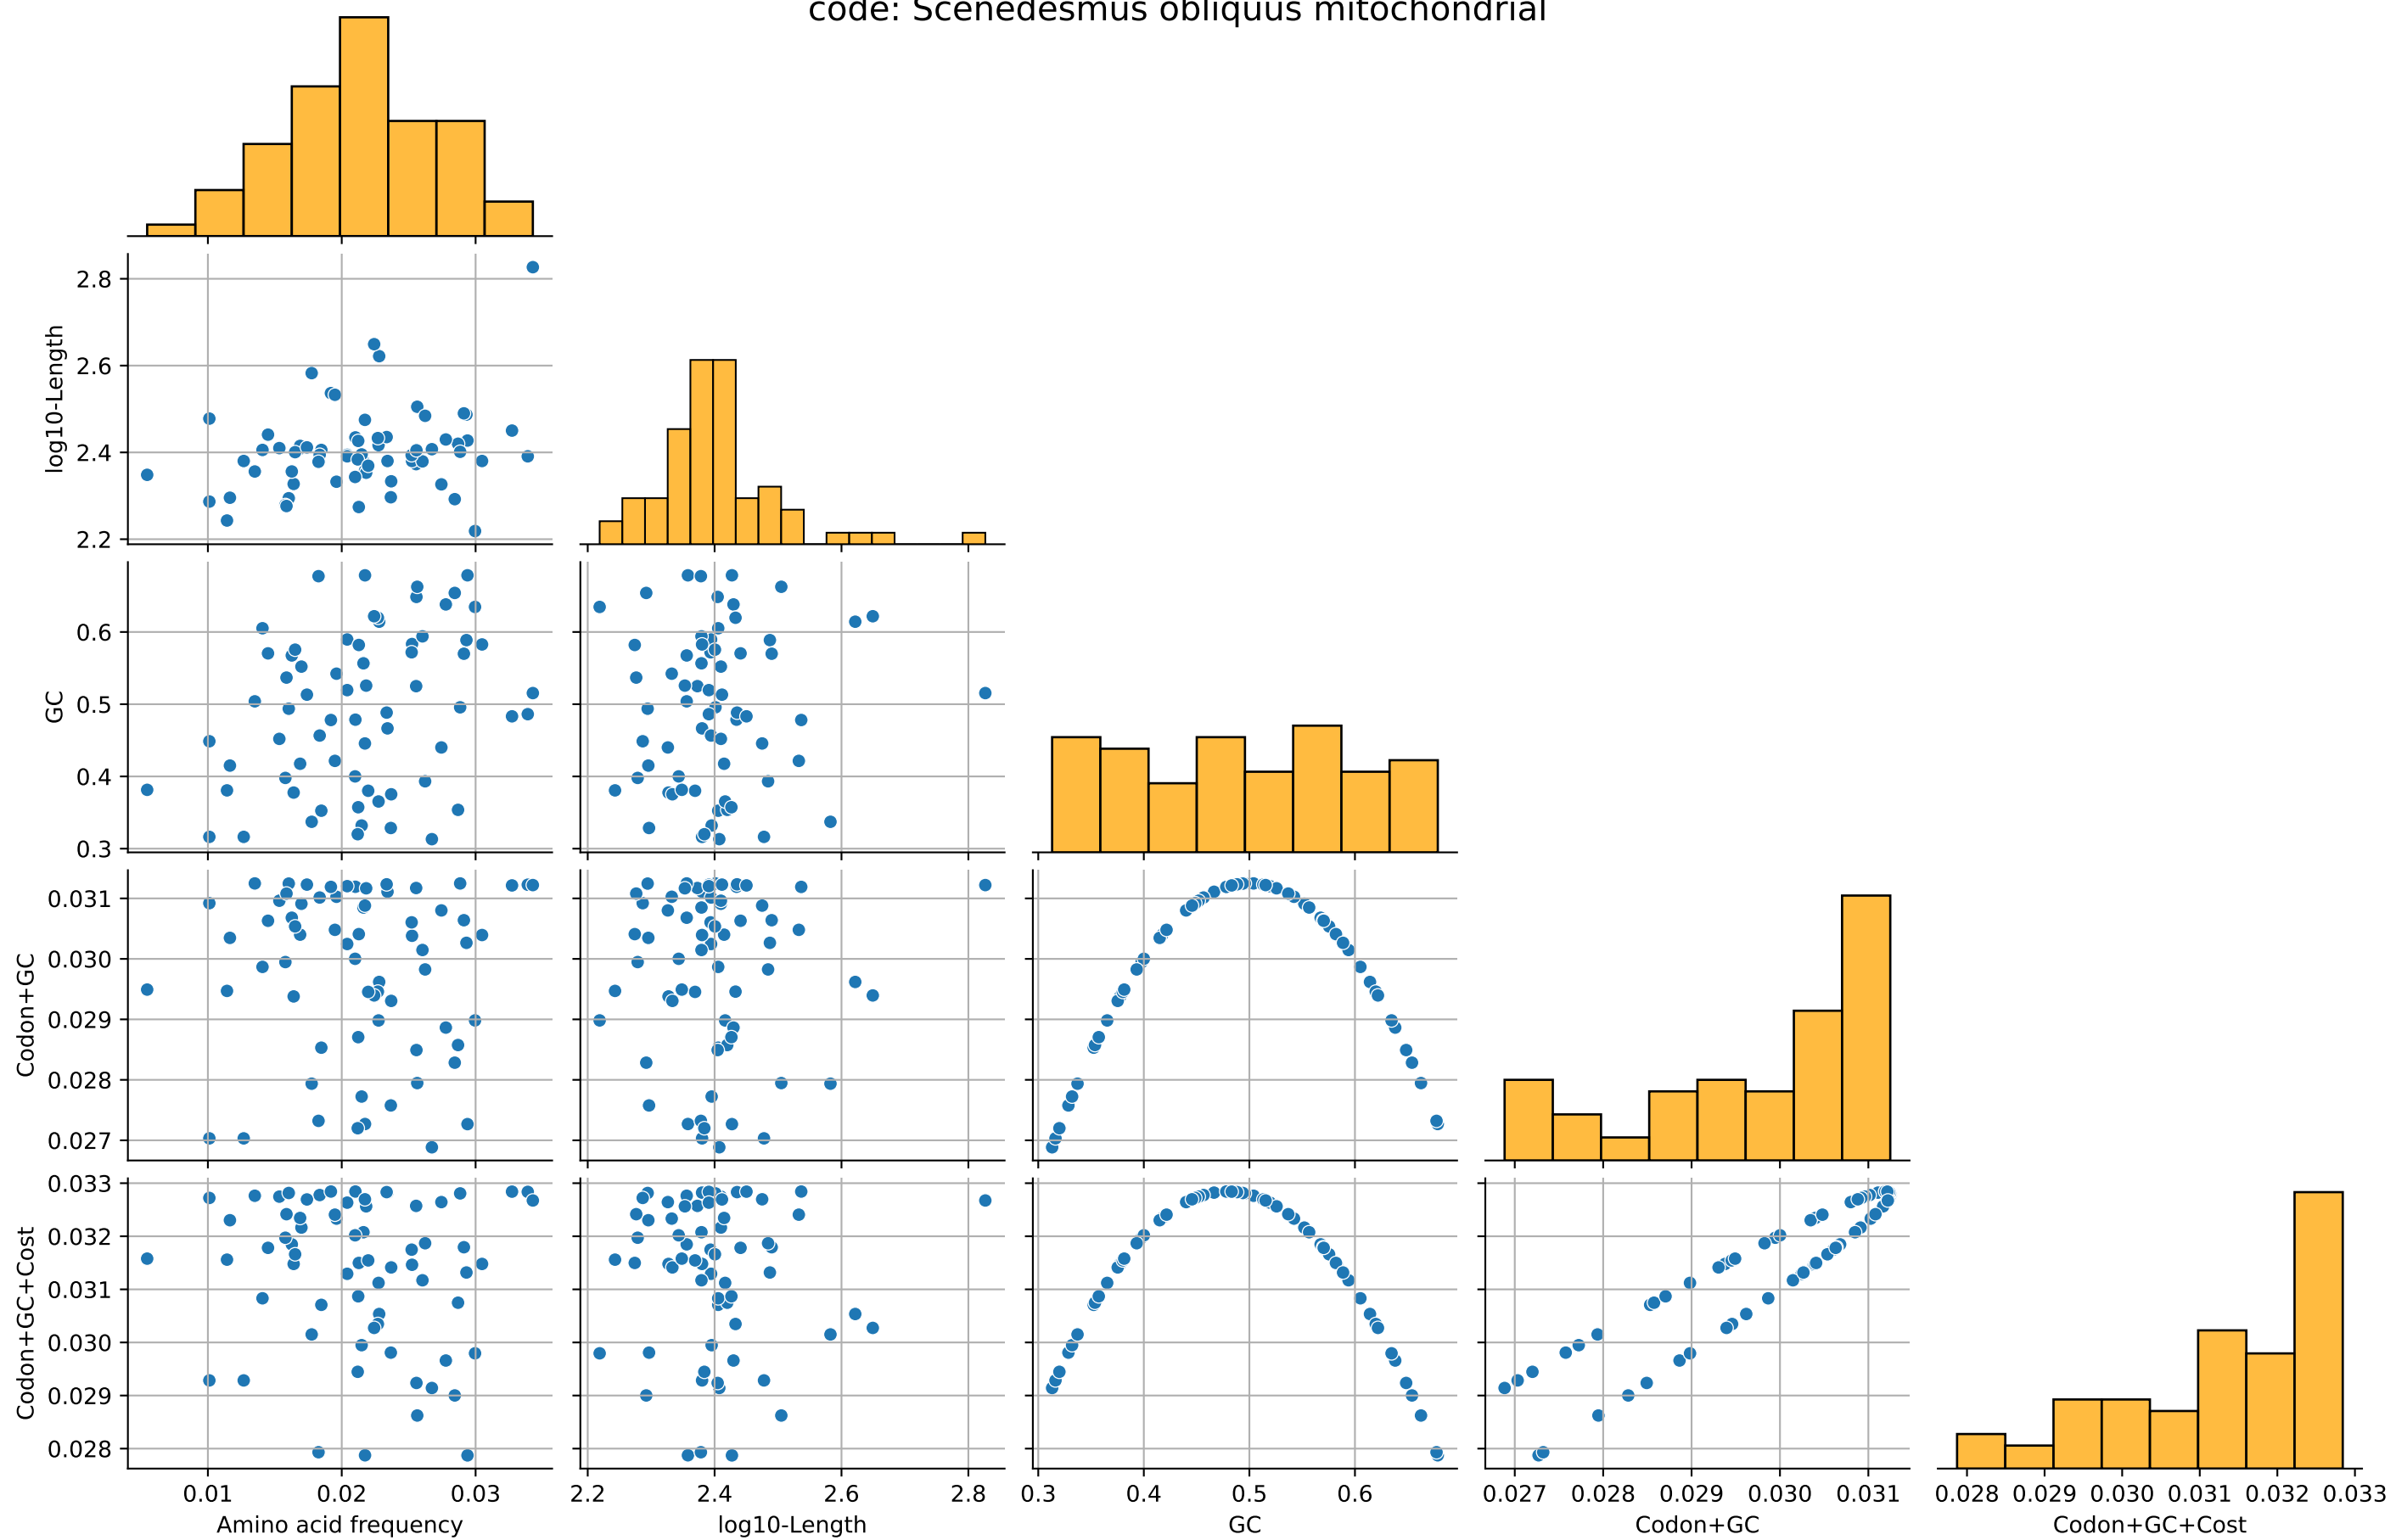 code: Scenedesmus obliquus mitochondrial
2.8
2.6
2.4
2.2
log10-Length
0.6
0.5
0.4
0.3
GC
0.031
0.030
0.029
0.028
0.027
Codon+GC
0.033
0.032
0.031
0.030
0.029
0.028
Codon+GC+Cost
0.01 0.02 0.03
Amino acid frequency
2.2 2.4 2.6 2.8
log10-Length
0.3 0.4 0.5 0.6
GC
0.027 0.028 0.029 0.030 0.031
Codon+GC
0.028 0.029 0.030 0.031 0.032 0.033
Codon+GC+Cost